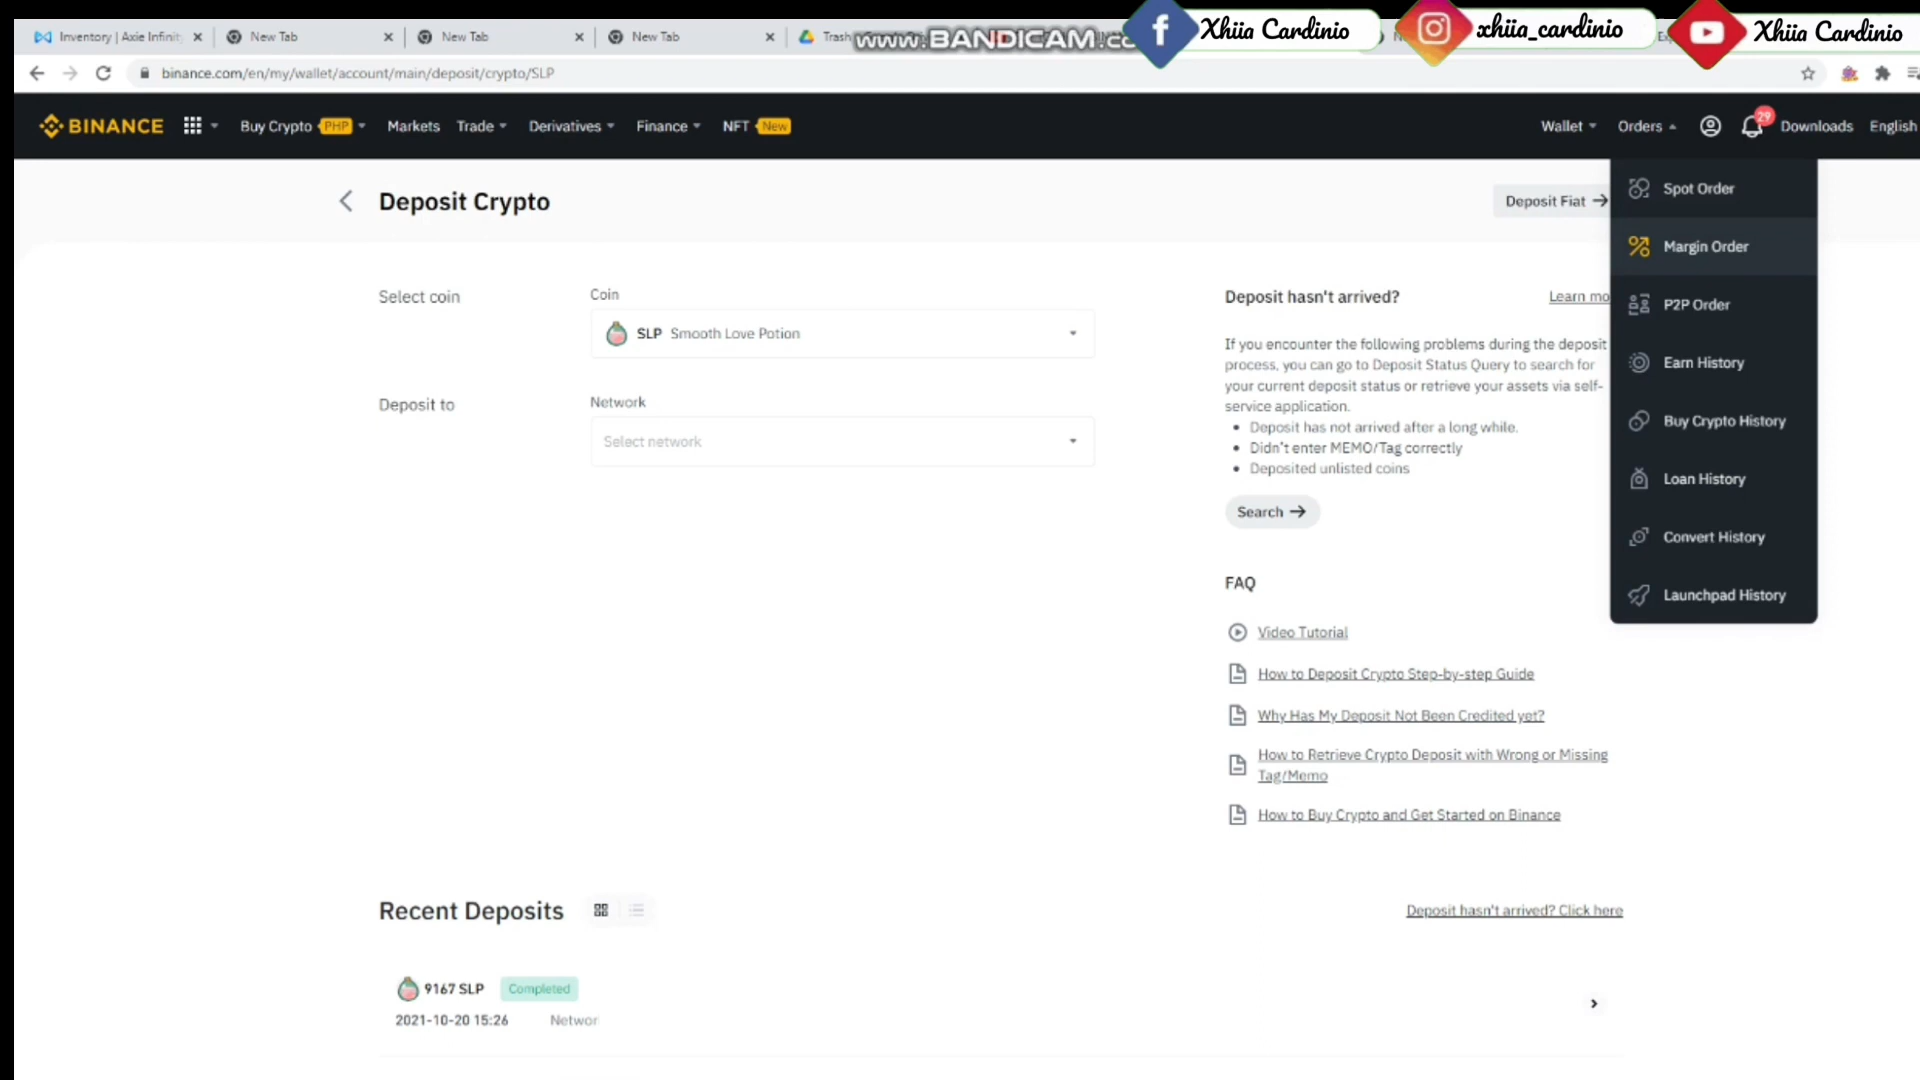 Inventory | Axie Infinit
New Tab
New Tab
New Tab
Trash
www.BANDICAM.co
Xhiia Cardinio
xhiia_cardinio
Xhiia Cardinio
binance.com/en/my/wallet/account/main/deposit/crypto/SLP
BINANCE
Buy Crypto PHP
Markets
Trade
Derivatives
Finance
NFT New
Wallet
Orders
29
Downloads
English
Deposit Crypto
Deposit Fiat
Spot Order
Margin Order
P2P Order
Earn History
Buy Crypto History
Loan History
Convert History
Launchpad History
Select coin
Coin
SLP Smooth Love Potion
Deposit to
Network
Select network
Deposit hasn't arrived?
Learn mo
If you encounter the following problems during the deposit
process, you can go to Deposit Status Query to search for
your current deposit status or retrieve your assets via self-
service application.
Deposit has not arrived after a long while.
Didn't enter MEMO/Tag correctly
Deposited unlisted coins
Search
FAQ
Video Tutorial
How to Deposit Crypto Step-by-step Guide
Why Has My Deposit Not Been Credited yet?
How to Retrieve Crypto Deposit with Wrong or Missing
Tag/Memo
How to Buy Crypto and Get Started on Binance
Recent Deposits
Deposit hasn't arrived? Click here
9167 SLP Completed
2021-10-20 15:26 Networ